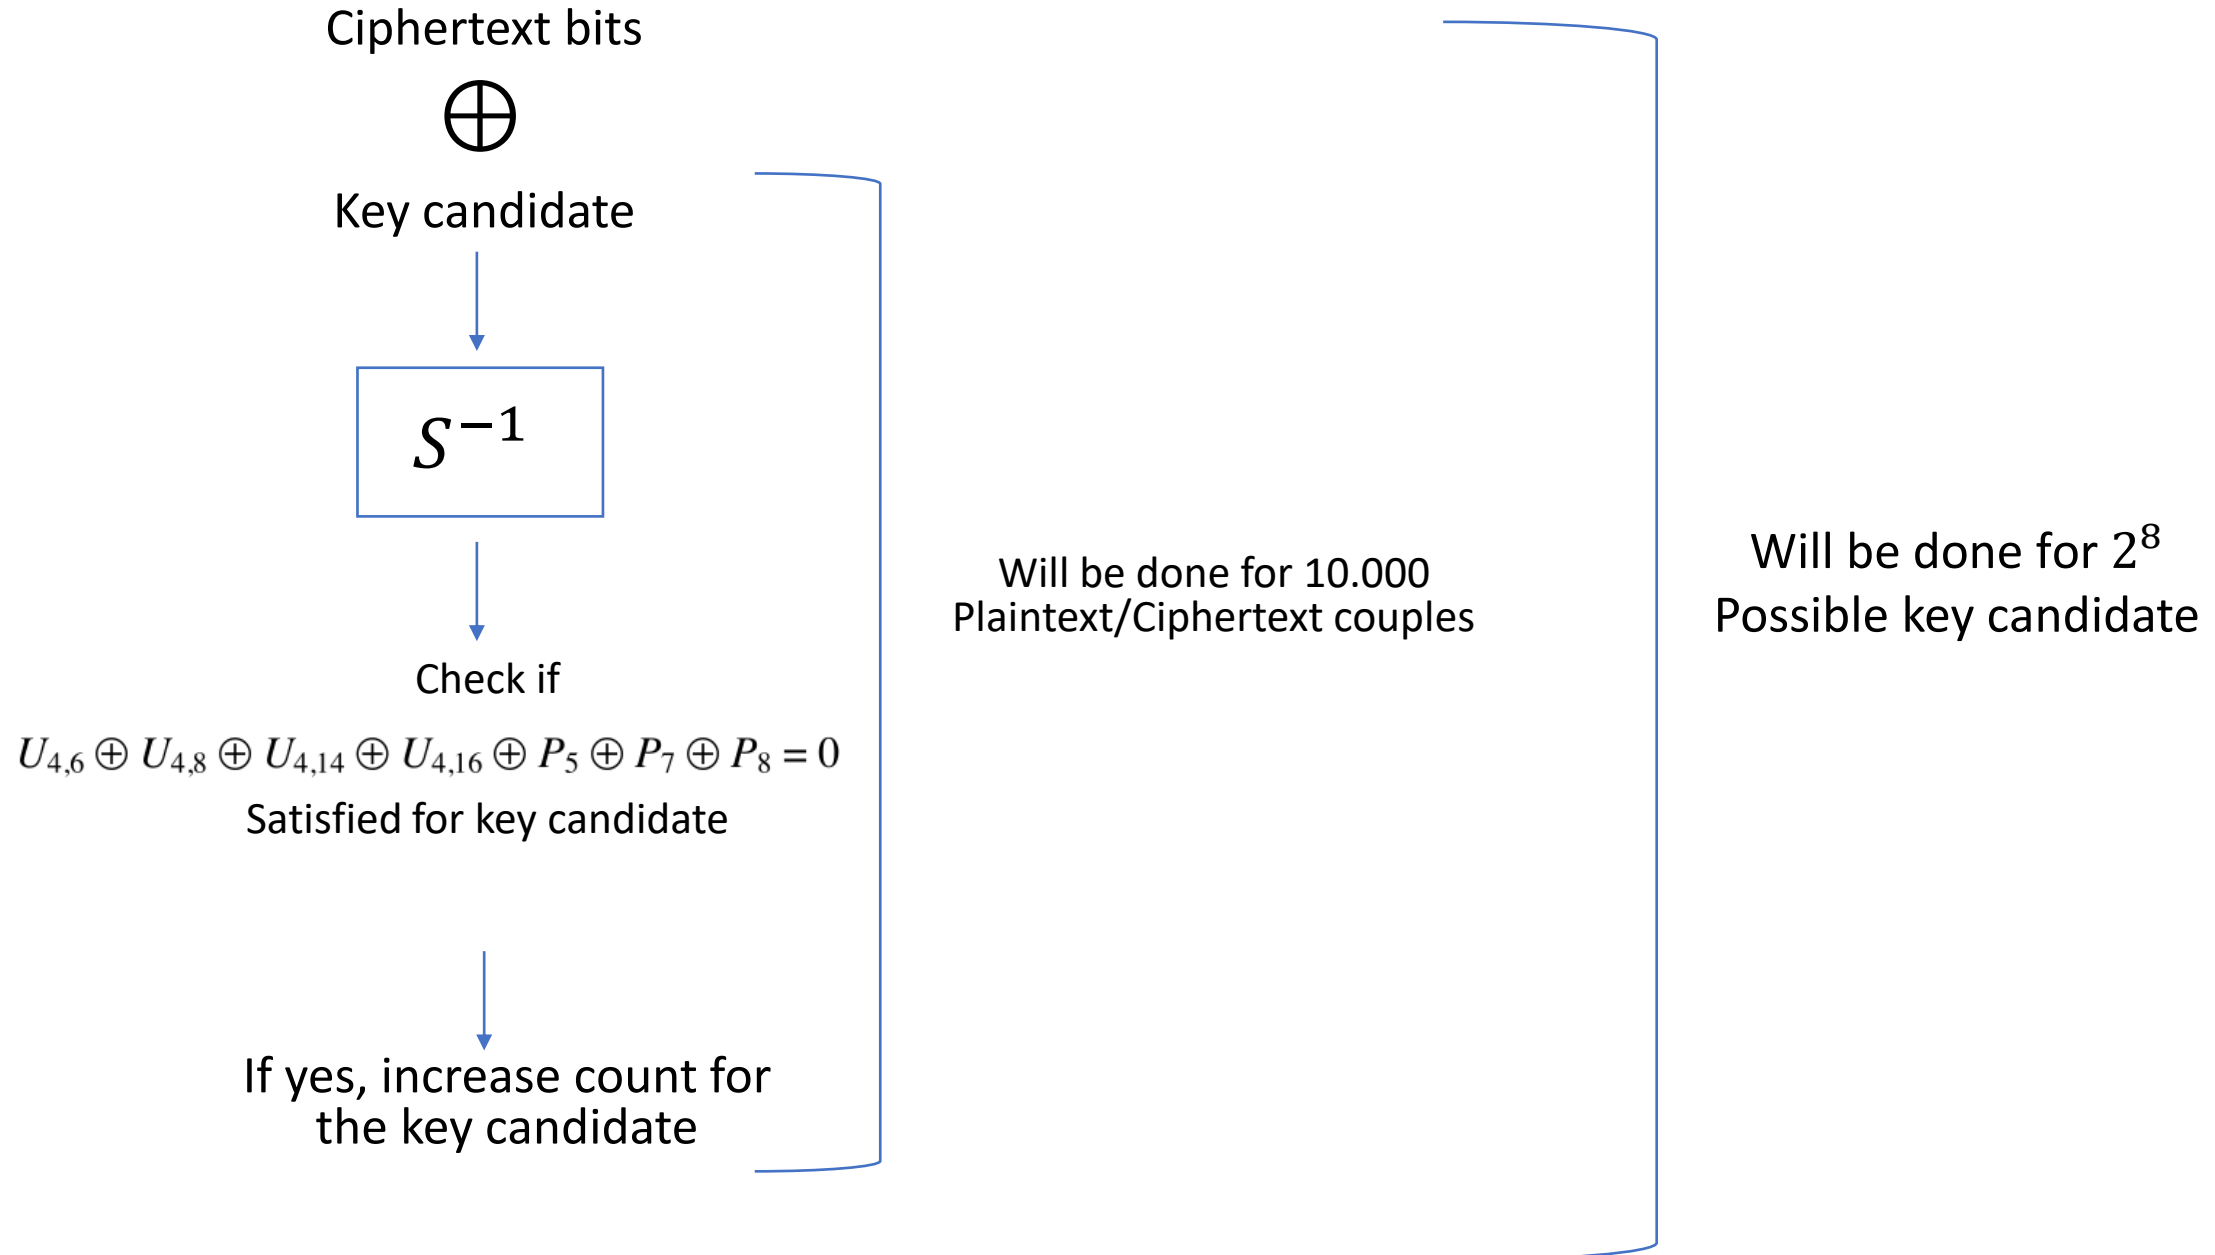 Ciphertext bits
⊕
Key candidate
S⁻¹
Check if
U₄,₆ ⊕ U₄,₈ ⊕ U₄,₁₄ ⊕ U₄,₁₆ ⊕ P₅ ⊕ P₇ ⊕ P₈ = 0
Satisfied for key candidate
If yes, increase count for
the key candidate
Will be done for 10.000
Plaintext/Ciphertext couples
Will be done for 2⁸
Possible key candidate